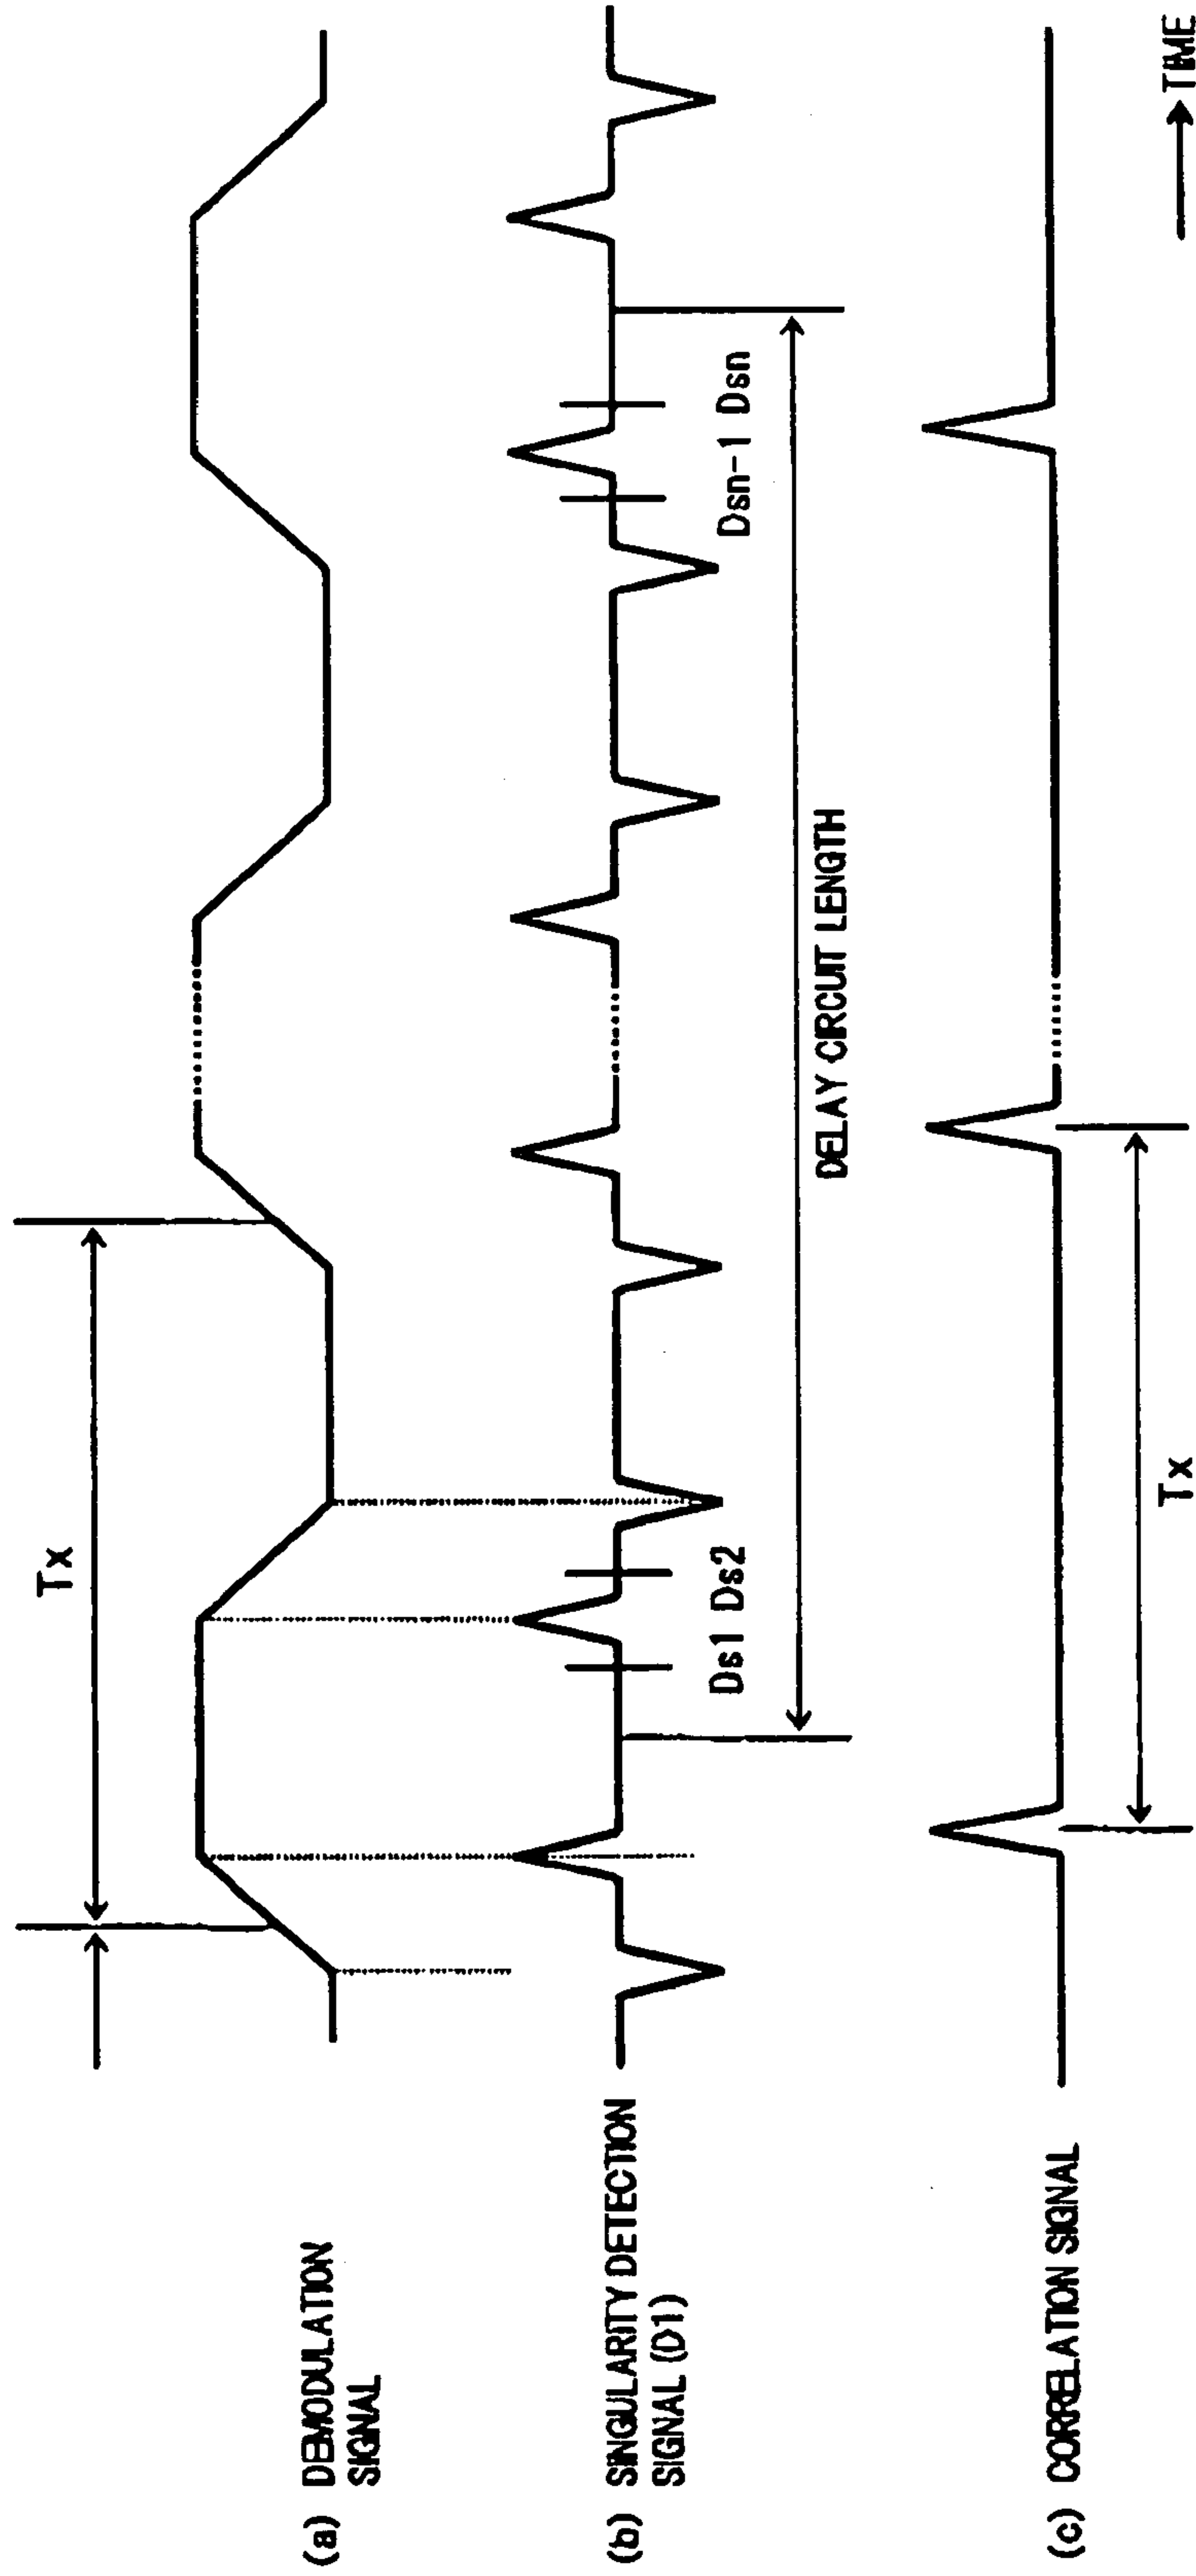 Tx
(a) DEMODULATION
SIGNAL
(b) SINGULARITY DETECTION
SIGNAL (D1)
Ds1 Ds2
Dsn-1 Dsn
DELAY CIRCUIT LENGTH
(c) CORRELATION SIGNAL
Tx
TIME